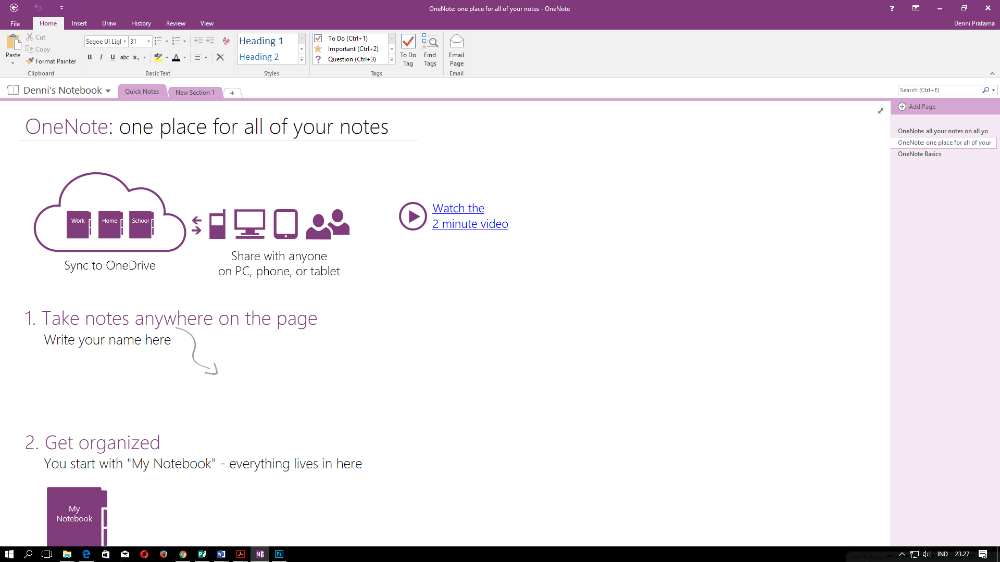 OneNote: one place for all of your notes - OneNote
?
File Home Insert Draw History Review View
Denni Pratama
Paste
Cut
Copy
Format Painter
Clipboard
Segoe UI Ligl 31
B I U abc x₂ ab A
Basic Text
Heading 1
Heading 2
Styles
To Do (Ctrl+1)
Important (Ctrl+2)
? Question (Ctrl+3)
To Do
Tag
Find
Tags
Tags
Email
Page
Email
Denni's Notebook
Quick Notes
New Section 1
+
Search (Ctrl+E)
Add Page
OneNote: all your notes on all yo
OneNote: one place for all of your
OneNote Basics
OneNote: one place for all of your notes
Work Home School
Sync to OneDrive
Share with anyone
on PC, phone, or tablet
Watch the
2 minute video
1. Take notes anywhere on the page
Write your name here
2. Get organized
You start with "My Notebook" - everything lives in here
My
Notebook
IND 23.27